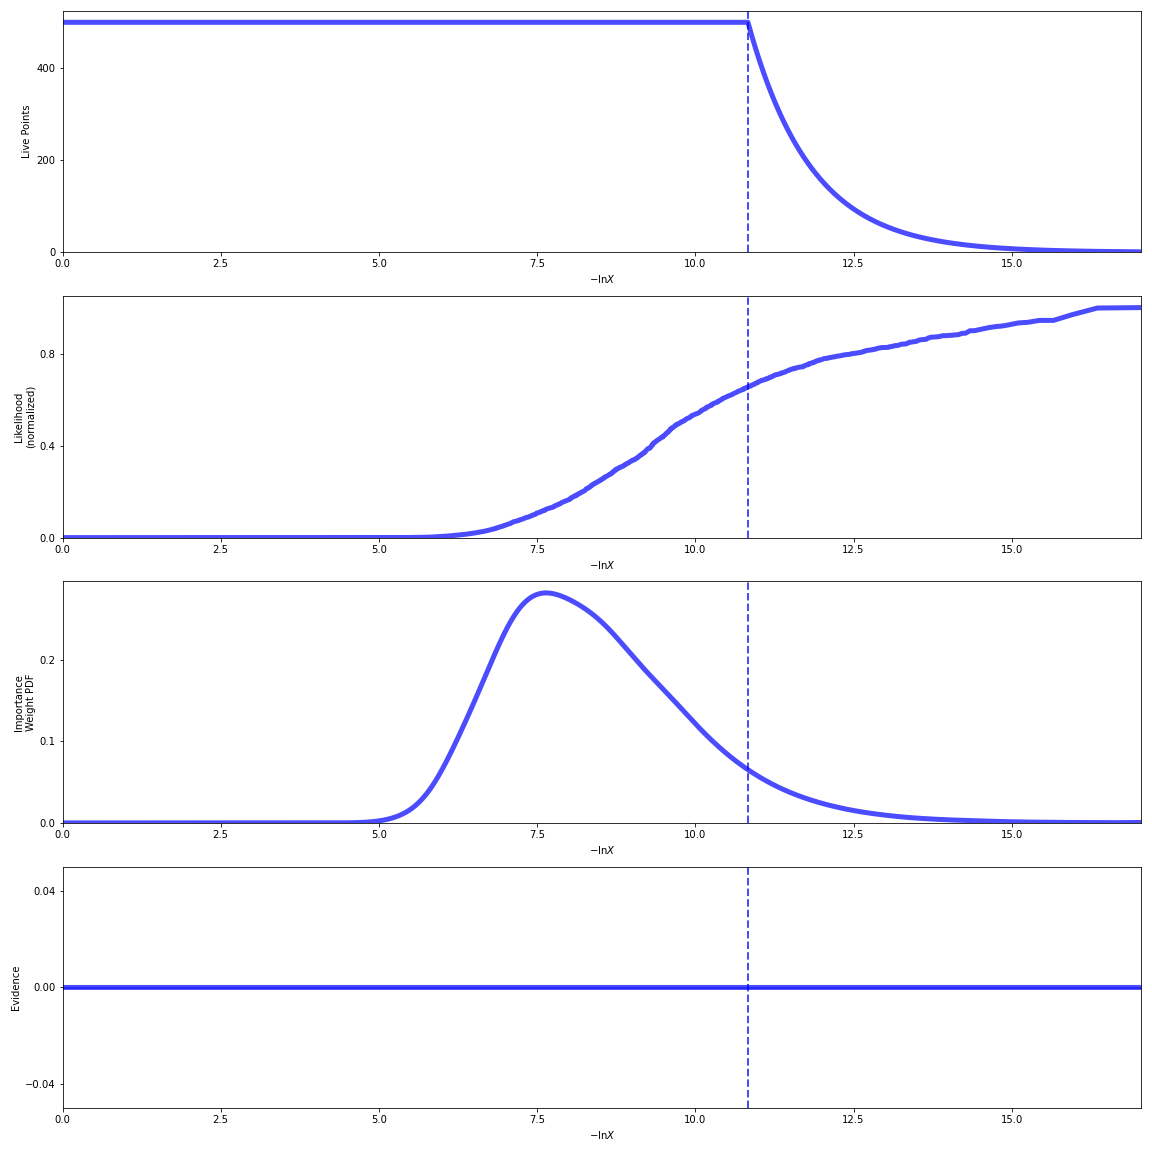 400
200
0
Live Points
0.0 2.5 5.0 7.5 10.0 12.5 15.0
−lnX
0.8
0.4
0.0
Likelihood
(normalized)
0.0 2.5 5.0 7.5 10.0 12.5 15.0
−lnX
0.2
0.1
0.0
Importance
Weight PDF
0.0 2.5 5.0 7.5 10.0 12.5 15.0
−lnX
0.04
0.00
−0.04
Evidence
0.0 2.5 5.0 7.5 10.0 12.5 15.0
−lnX